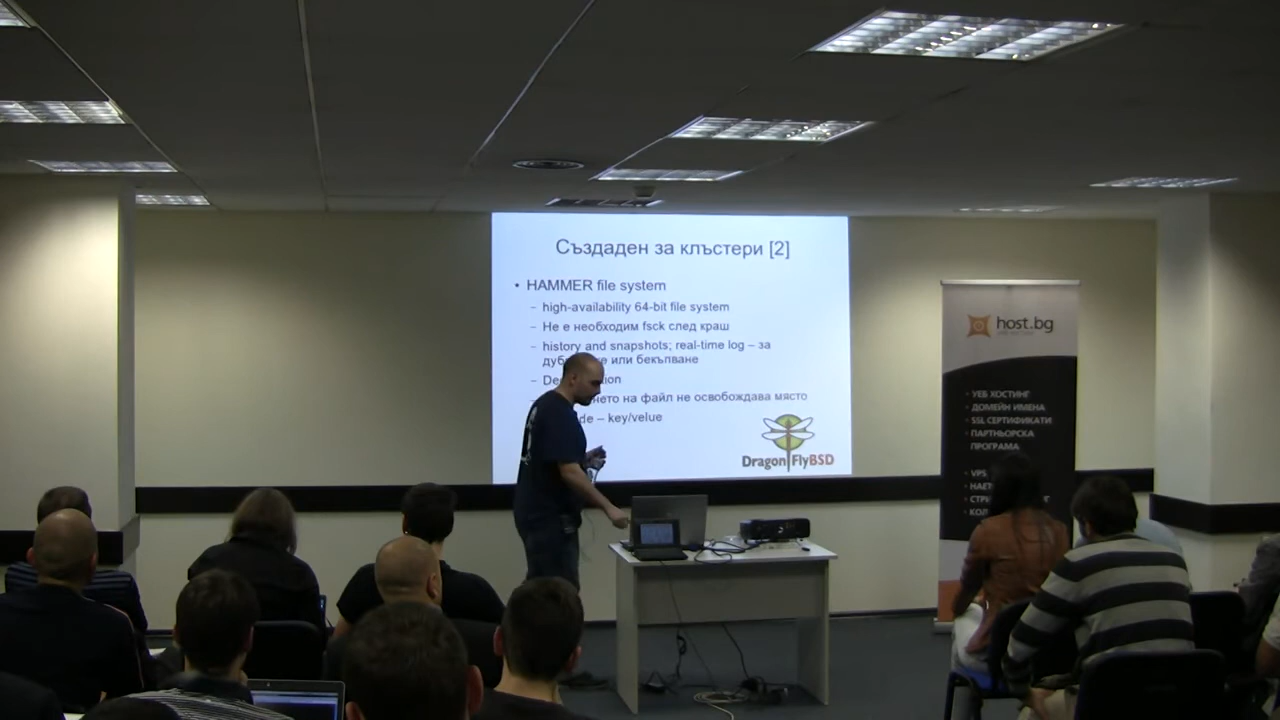 Създаден за клъстери [2]
• HAMMER file system
– high-availability 64-bit file system
– Не е необходим fsck след краш
– history and snapshots; real-time log – за
или бекъпване
на файл не освобождава място
– key/velue
DragonFlyBSD
host.bg
УЕБ ХОСТИНГ
ДОМЕЙН ИМЕНА
SSL СЕРТИФИКАТИ
ПАРТНЬОРСКА
ПРОГРАМА
VPS